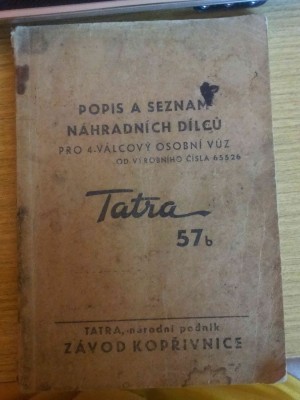 POPIS A SEZNAM
NÁHRADNÍCH DÍLCŮ
PRO 4-VÁLCOVÝ OSOBNÍ VŮZ
OD VÝROBNÍHO ČÍSLA 65526
Tatra
57b
TATRA, národní podnik
ZÁVOD KOPŘIVNICE